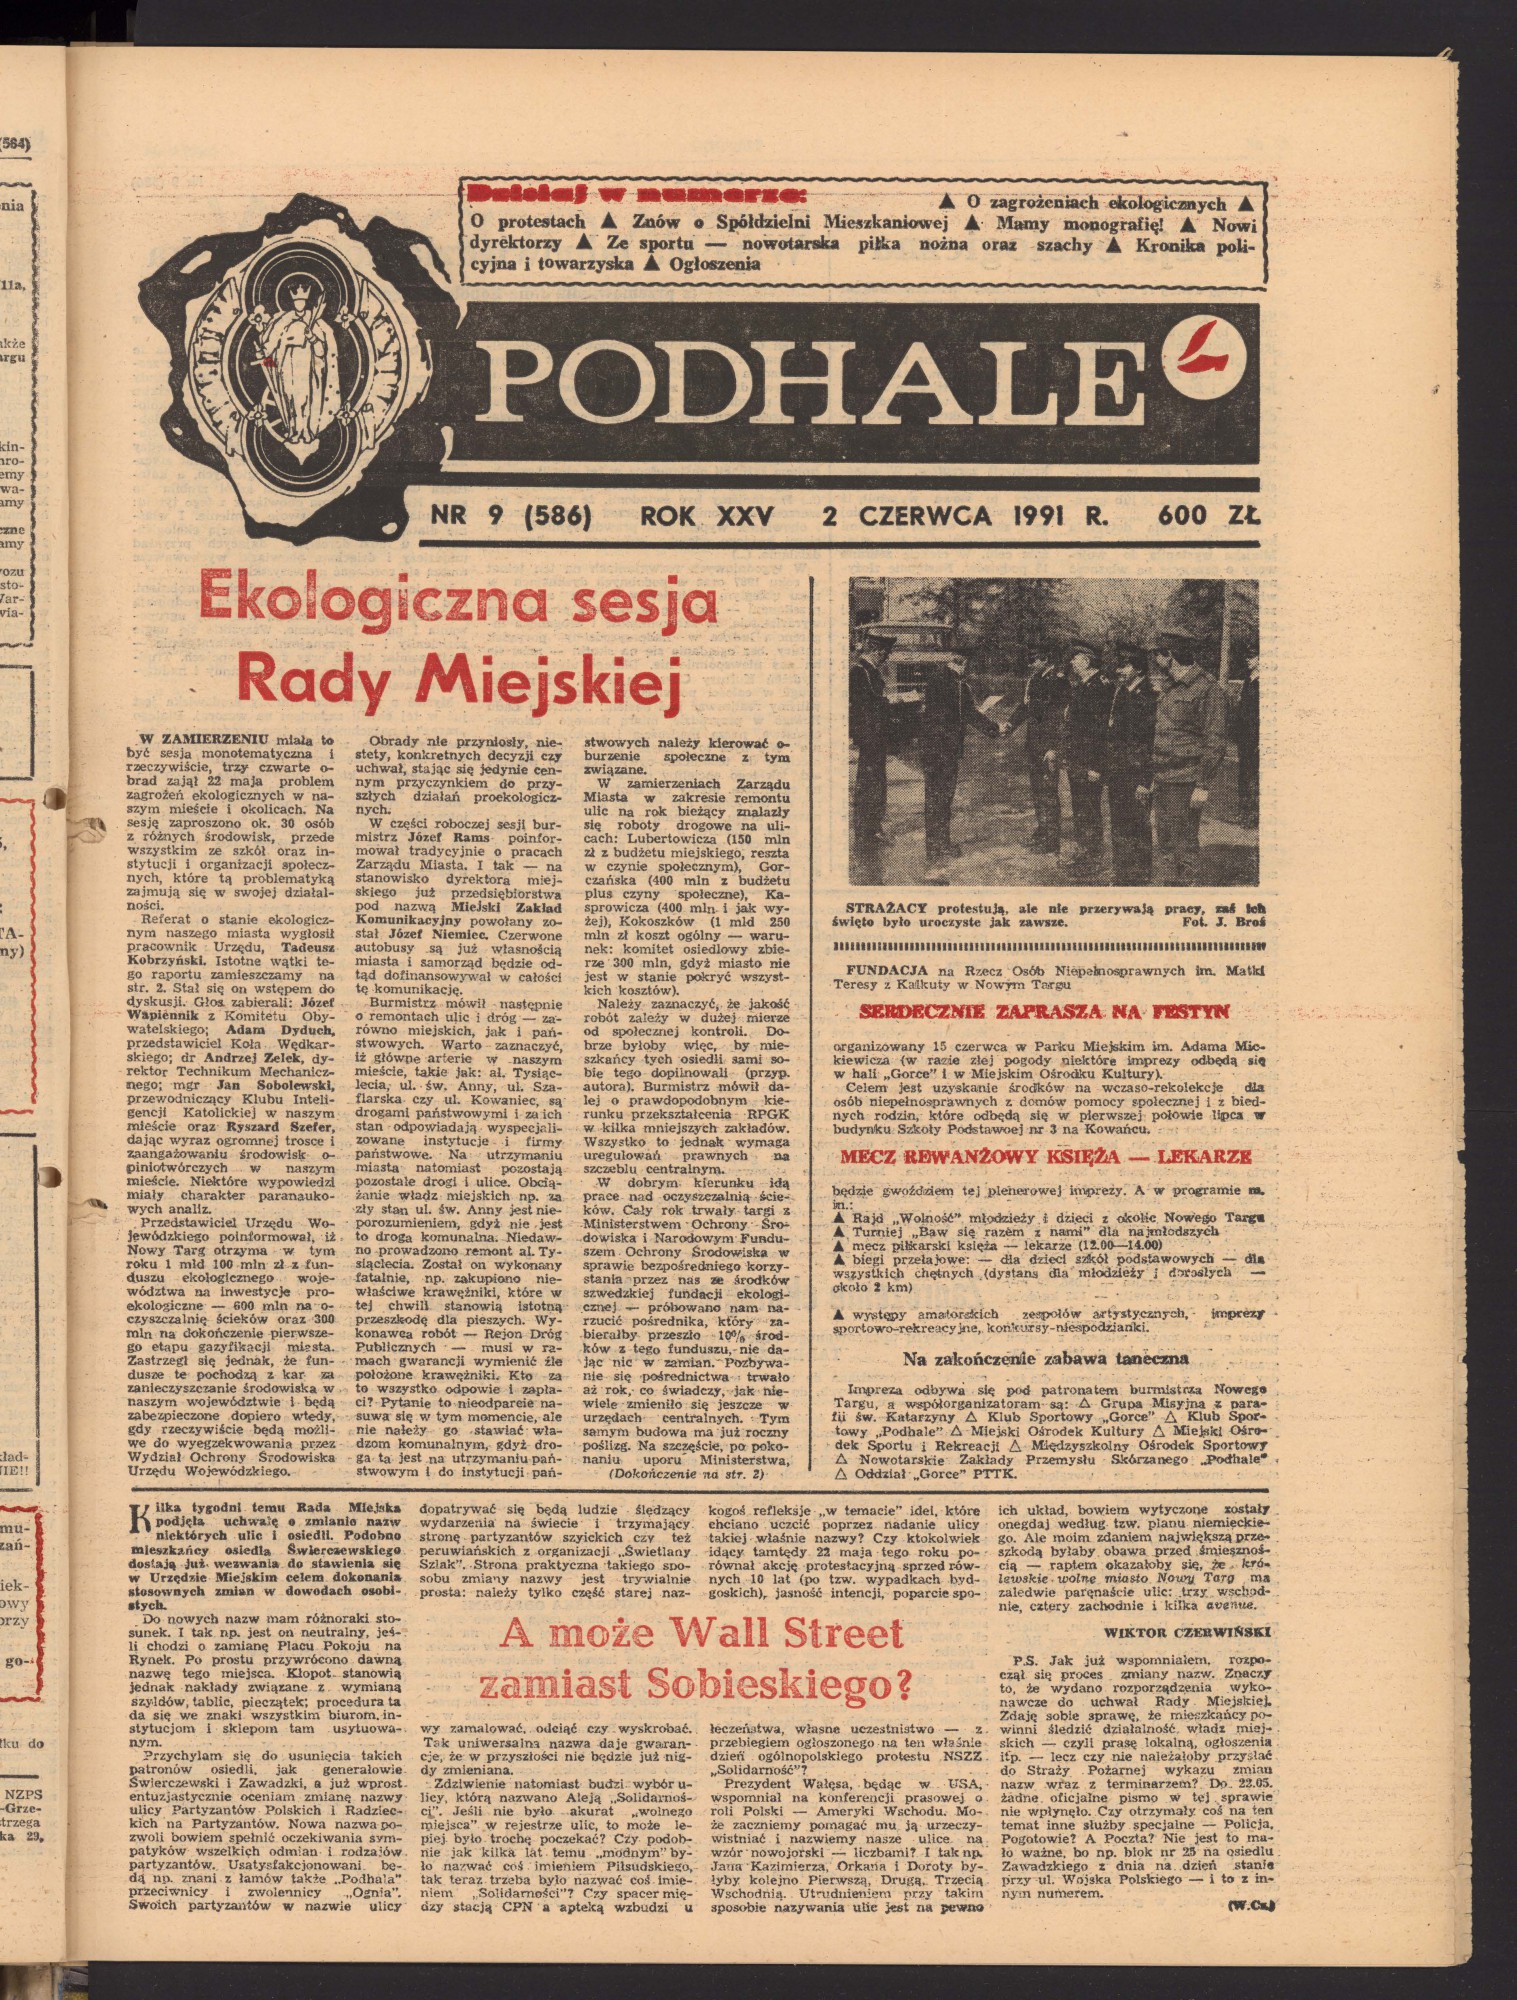 Dzisiaj w numerze:
▲ O zagrożeniach ekologicznych ▲
O protestach ▲ Znów o Spółdzielni Mieszkaniowej ▲ Mamy monografię! ▲ Nowi
dyrektorzy ▲ Ze sportu — nowotarska piłka nożna oraz szachy ▲ Kronika poli-
cyjna i towarzyska ▲ Ogłoszenia
PODHALE
NR 9 (586) ROK XXV 2 CZERWCA 1991 R. 600 ZŁ
Ekologiczna sesja
Rady Miejskiej
W ZAMIERZENIU miała to
być sesja monotematyczna i
rzeczywiście, trzy czwarte o-
brad zajął 22 maja problem
zagrożeń ekologicznych w na-
szym mieście i okolicach. Na
sesję zaproszono ok. 30 osób
z różnych środowisk, przede
wszystkim ze szkół oraz in-
stytucji i organizacji społecz-
nych, które tą problematyką
zajmują się w swojej działal-
ności.
Referat o stanie ekologicz-
nym naszego miasta wygłosił
pracownik Urzędu, Tadeusz
Kobrzyński. Istotne wątki te-
go raportu zamieszczamy na
str. 2. Stał się on wstępem do
dyskusji. Głos zabierali: Józef
Wapiennik z Komitetu Oby-
watelskiego; Adam Dyduch,
przedstawiciel Koła Wędkar-
skiego; dr Andrzej Zelek, dy-
rektor Technikum Mechanicz-
nego; mgr Jan Sobolewski,
przewodniczący Klubu Inteli-
gencji Katolickiej w naszym
mieście oraz Ryszard Szefer,
dając wyraz ogromnej trosce i
zaangażowaniu środowisk o-
piniotwórczych w naszym
mieście. Niektóre wypowiedzi
miały charakter paranauko-
wych analiz.
Przedstawiciel Urzędu Wo-
jewódzkiego poinformował, iż
Nowy Targ otrzyma w tym
roku 1 mld 100 mln zł z fun-
duszu ekologicznego woje-
wództwa na inwestycje pro-
ekologiczne — 600 mln na o-
czyszczalnię ścieków oraz 300
mln na dokończenie pierwsze-
go etapu gazyfikacji miasta.
Zastrzegł się jednak, że fun-
dusze te pochodzą z kar za
zanieczyszczanie środowiska w
naszym województwie i będą
zabezpieczone dopiero wtedy,
gdy rzeczywiście będą możli-
we do wyegzekwowania przez
Wydział Ochrony Środowiska
Urzędu Wojewódzkiego.
Obrady nie przyniosły, nie-
stety, konkretnych decyzji czy
uchwał, stając się jedynie cen-
nym przyczynkiem do przy-
szłych działań proekologicz-
nych.
W części roboczej sesji bur-
mistrz Józef Rams poinfor-
mował tradycyjnie o pracach
Zarządu Miasta. I tak — na
stanowisko dyrektora miej-
skiego już przedsiębiorstwa
pod nazwą Miejski Zakład
Komunikacyjny powołany zo-
stał Józef Niemiec. Czerwone
autobusy są już własnością
miasta i samorząd będzie od-
tąd dofinansowywał w całości
tę komunikację.
Burmistrz mówił następnie
o remontach ulic i dróg — za-
równo miejskich, jak i pań-
stwowych. Warto zaznaczyć,
iż główne arterie w naszym
mieście, takie jak: al. Tysiąc-
lecia, ul. św. Anny, ul. Sza-
flarska czy ul. Kowaniec, są
drogami państwowymi i za ich
stan odpowiadają wyspecjali-
zowane instytucje i firmy
państwowe. Na utrzymaniu
miasta natomiast pozostają
pozostałe drogi i ulice. Obcią-
żanie władz miejskich np. za
zły stan ul. św. Anny jest nie-
porozumieniem, gdyż nie jest
to droga komunalna. Niedaw-
no prowadzono remont al. Ty-
siąclecia. Został on wykonany
fatalnie, np. zakupiono nie-
właściwe krawężniki, które w
tej chwili stanowią istotną
przeszkodę dla pieszych. Wy-
konawca robót — Rejon Dróg
Publicznych — musi w ra-
mach gwarancji wymienić źle
położone krawężniki. Kto za
to wszystko odpowie i zapła-
ci? Pytanie to nieodparcie na-
suwa się w tym momencie, ale
nie należy go stawiać wła-
dzom komunalnym, gdyż dro-
ga ta jest na utrzymaniu pań-
stwowym i do instytucji pań-
stwowych należy kierować o-
burzenie społeczne z tym
związane.
W zamierzeniach Zarządu
Miasta w zakresie remontu
ulic na rok bieżący znalazły
się roboty drogowe na uli-
cach: Lubertowicza (150 mln
zł z budżetu miejskiego, reszta
w czynie społecznym), Gor-
czańska (400 mln z budżetu
plus czyny społeczne), Ka-
sprowicza (400 mln i jak wy-
żej), Kokoszków (1 mld 250
mln zł koszt ogólny — waru-
nek: komitet osiedlowy zbie-
rze 300 mln, gdyż miasto nie
jest w stanie pokryć wszyst-
kich kosztów).
Należy zaznaczyć, że jakość
robót zależy w dużej mierze
od społecznej kontroli. Do-
brze byłoby więc, by mie-
szkańcy tych osiedli sami so-
bie tego dopilnowali (przyp.
autora). Burmistrz mówił da-
lej o prawdopodobnym kie-
runku przekształcenia RPGK
w kilka mniejszych zakładów.
Wszystko to jednak wymaga
uregulowań prawnych na
szczeblu centralnym.
W dobrym kierunku idą
prace nad oczyszczalnią ście-
ków. Cały rok trwały targi z
Ministerstwem Ochrony Śro-
dowiska i Narodowym Fundu-
szem Ochrony Środowiska w
sprawie bezpośredniego korzy-
stania przez nas ze środków
szwedzkiej fundacji ekologi-
cznej — próbowano nam na-
rzucić pośrednika, który za-
bierałby przeszło 10% środ-
ków z tego funduszu, nie da-
jąc nic w zamian. Pozbywa-
nie się pośrednictwa trwało
aż rok, co świadczy, jak nie-
wiele zmieniło się jeszcze w
urzędach centralnych. Tym
samym budowa ma już roczny
poślizg. Na szczęście, po poko-
naniu uporu Ministerstwa,
(Dokończenie na str. 2)
STRAŻACY protestują, ale nie przerywają pracy, zaś ich
święto było uroczyste jak zawsze. Fot. J. Broś
FUNDACJA na Rzecz Osób Niepełnosprawnych im. Matki
Teresy z Kalkuty w Nowym Targu
SERDECZNIE ZAPRASZA NA FESTYN
organizowany 15 czerwca w Parku Miejskim im. Adama Mic-
kiewicza (w razie złej pogody niektóre imprezy odbędą się
w hali „Gorce" i w Miejskim Ośrodku Kultury).
Celem jest uzyskanie środków na wczaso-rekolekcje dla
osób niepełnosprawnych z domów pomocy społecznej i z bied-
nych rodzin, które odbędą się w pierwszej połowie lipca w
budynku Szkoły Podstawoej nr 3 na Kowańcu.
MECZ REWANŻOWY KSIĘŻA — LEKARZE
będzie gwoździem tej plenerowej imprezy. A w programie m.
in.:
▲ Rajd „Wolność" młodzieży i dzieci z okolic Nowego Targu
▲ Turniej „Baw się razem z nami" dla najmłodszych
▲ mecz piłkarski księża — lekarze (12.00—14.00)
▲ biegi przełajowe: — dla dzieci szkół podstawowych — dla
wszystkich chętnych (dystans dla młodzieży i dorosłych —
około 2 km)
▲ występy amatorskich zespołów artystycznych, imprezy
sportowo-rekreacyjne, konkursy-niespodzianki.
Na zakończenie zabawa taneczna
Impreza odbywa się pod patronatem burmistrza Nowego
Targu, a współorganizatoram są: △ Grupa Misyjna z para-
fii św. Katarzyny △ Klub Sportowy „Gorce" △ Klub Spor-
towy „Podhale" △ Miejski Ośrodek Kultury △ Miejski Ośro-
dek Sportu i Rekreacji △ Międzyszkolny Ośrodek Sportowy
△ Nowotarskie Zakłady Przemysłu Skórzanego „Podhale"
△ Oddział „Gorce" PTTK.
Kilka tygodni temu Rada Miejska
podjęła uchwałę o zmianie nazw
niektórych ulic i osiedli. Podobno
mieszkańcy osiedla Świerczewskiego
dostają już wezwania do stawienia się
w Urzędzie Miejskim celem dokonania
stosownych zmian w dowodach osobi-
stych.
Do nowych nazw mam różnoraki sto-
sunek. I tak np. jest on neutralny, jeś-
li chodzi o zamianę Placu Pokoju na
Rynek. Po prostu przywrócono dawną
nazwę tego miejsca. Kłopot stanowią
jednak nakłady związane z wymianą
szyldów, tablic, pieczątek; procedura ta
da się we znaki wszystkim biurom, in-
stytucjom i sklepom tam usytuowa-
nym.
Przychylam się do usunięcia takich
patronów osiedli, jak generałowie
Świerczewski i Zawadzki, a już wprost
entuzjastycznie oceniam zmianę nazwy
ulicy Partyzantów Polskich i Radziec-
kich na Partyzantów. Nowa nazwa po-
zwoli bowiem spełnić oczekiwania sym-
patyków wszelkich odmian i rodzajów
partyzantów. Usatysfakcjonowani bę-
dą np. znani z łamów także „Podhala"
przeciwnicy i zwolennicy „Ognia".
Swoich partyzantów w nazwie ulicy
dopatrywać się będą ludzie śledzący
wydarzenia na świecie i trzymający
stronę partyzantów szyickich czy też
peruwiańskich z organizacji „Świetlany
Szlak". Strona praktyczna takiego spo-
sobu zmiany nazwy jest trywialnie
prosta: należy tylko część starej naz-
A może Wall Street
zamiast Sobieskiego?
wy zamalować, odciąć czy wyskrobać.
Tak uniwersalna nazwa daje gwaran-
cje, że w przyszłości nie będzie już nig-
dy zmieniana.
Zdziwienie natomiast budzi wybór u-
licy, którą nazwano Aleją „Solidarnoś-
ci". Jeśli nie było akurat „wolnego
miejsca" w rejestrze ulic, to może le-
piej było trochę poczekać? Czy podob-
nie jak kilka lat temu „modnym" by-
ło nazwać coś imieniem Piłsudskiego,
tak teraz trzeba było nazwać coś imie-
niem „Solidarności"? Czy spacer mię-
dzy stacją CPN a apteką wzbudzi u
kogoś refleksje „w temacie" idei, które
chciano uczcić poprzez nadanie ulicy
takiej właśnie nazwy? Czy ktokolwiek
idący tamtędy 22 maja tego roku po-
równał akcję protestacyjną sprzed rów-
nych 10 lat (po tzw. wypadkach byd-
goskich), jasność intencji, poparcie spo-
łeczeństwa, własne uczestnistwo — z
przebiegiem ogłoszonego na ten właśnie
dzień ogólnopolskiego protestu NSZZ
„Solidarność"?
Prezydent Wałęsa, będąc w USA,
wspomniał na konferencji prasowej o
roli Polski — Ameryki Wschodu. Mo-
że zaczniemy pomagać mu ją urzeczy-
wistniać i nazwiemy nasze ulice na
wzór nowojorski — liczbami? I tak np.
Jana Kazimierza, Orkana i Doroty by-
łyby kolejno Pierwszą, Drugą, Trzecią
Wschodnią. Utrudnieniem przy takim
sposobie nazywania ulic jest na pewno
ich układ, bowiem wytyczone zostały
onegdaj według tzw. planu niemieckie-
go. Ale moim zdaniem największą prze-
szkodą byłaby obawa przed śmiesznoś-
cią — raptem okazałoby się, że kró-
lewskie wolne miasto Nowy Targ ma
zaledwie paręnaście ulic: trzy wschod-
nie, cztery zachodnie i kilka avenue.
WIKTOR CZERWIŃSKI
P.S. Jak już wspomniałem, rozpo-
czął się proces zmiany nazw. Znaczy
to, że wydano rozporządzenia wyko-
nawcze do uchwał Rady Miejskiej.
Zdaję sobie sprawę, że mieszkańcy po-
winni śledzić działalność władz miej-
skich — czyli prasę lokalną, ogłoszenia
itp. — lecz czy nie należałoby przysłać
do Straży Pożarnej wykazu zmian
nazw wraz z terminarzem? Do 22.05.
żadne oficjalne pismo w tej sprawie
nie wpłynęło. Czy otrzymały coś na ten
temat inne służby specjalne — Policja,
Pogotowie? A Poczta? Nie jest to ma-
ło ważne, bo np. blok nr 25 na osiedlu
Zawadzkiego z dnia na dzień stanie
przy ul. Wojska Polskiego — i to z in-
nym numerem.
(W.Cz.)